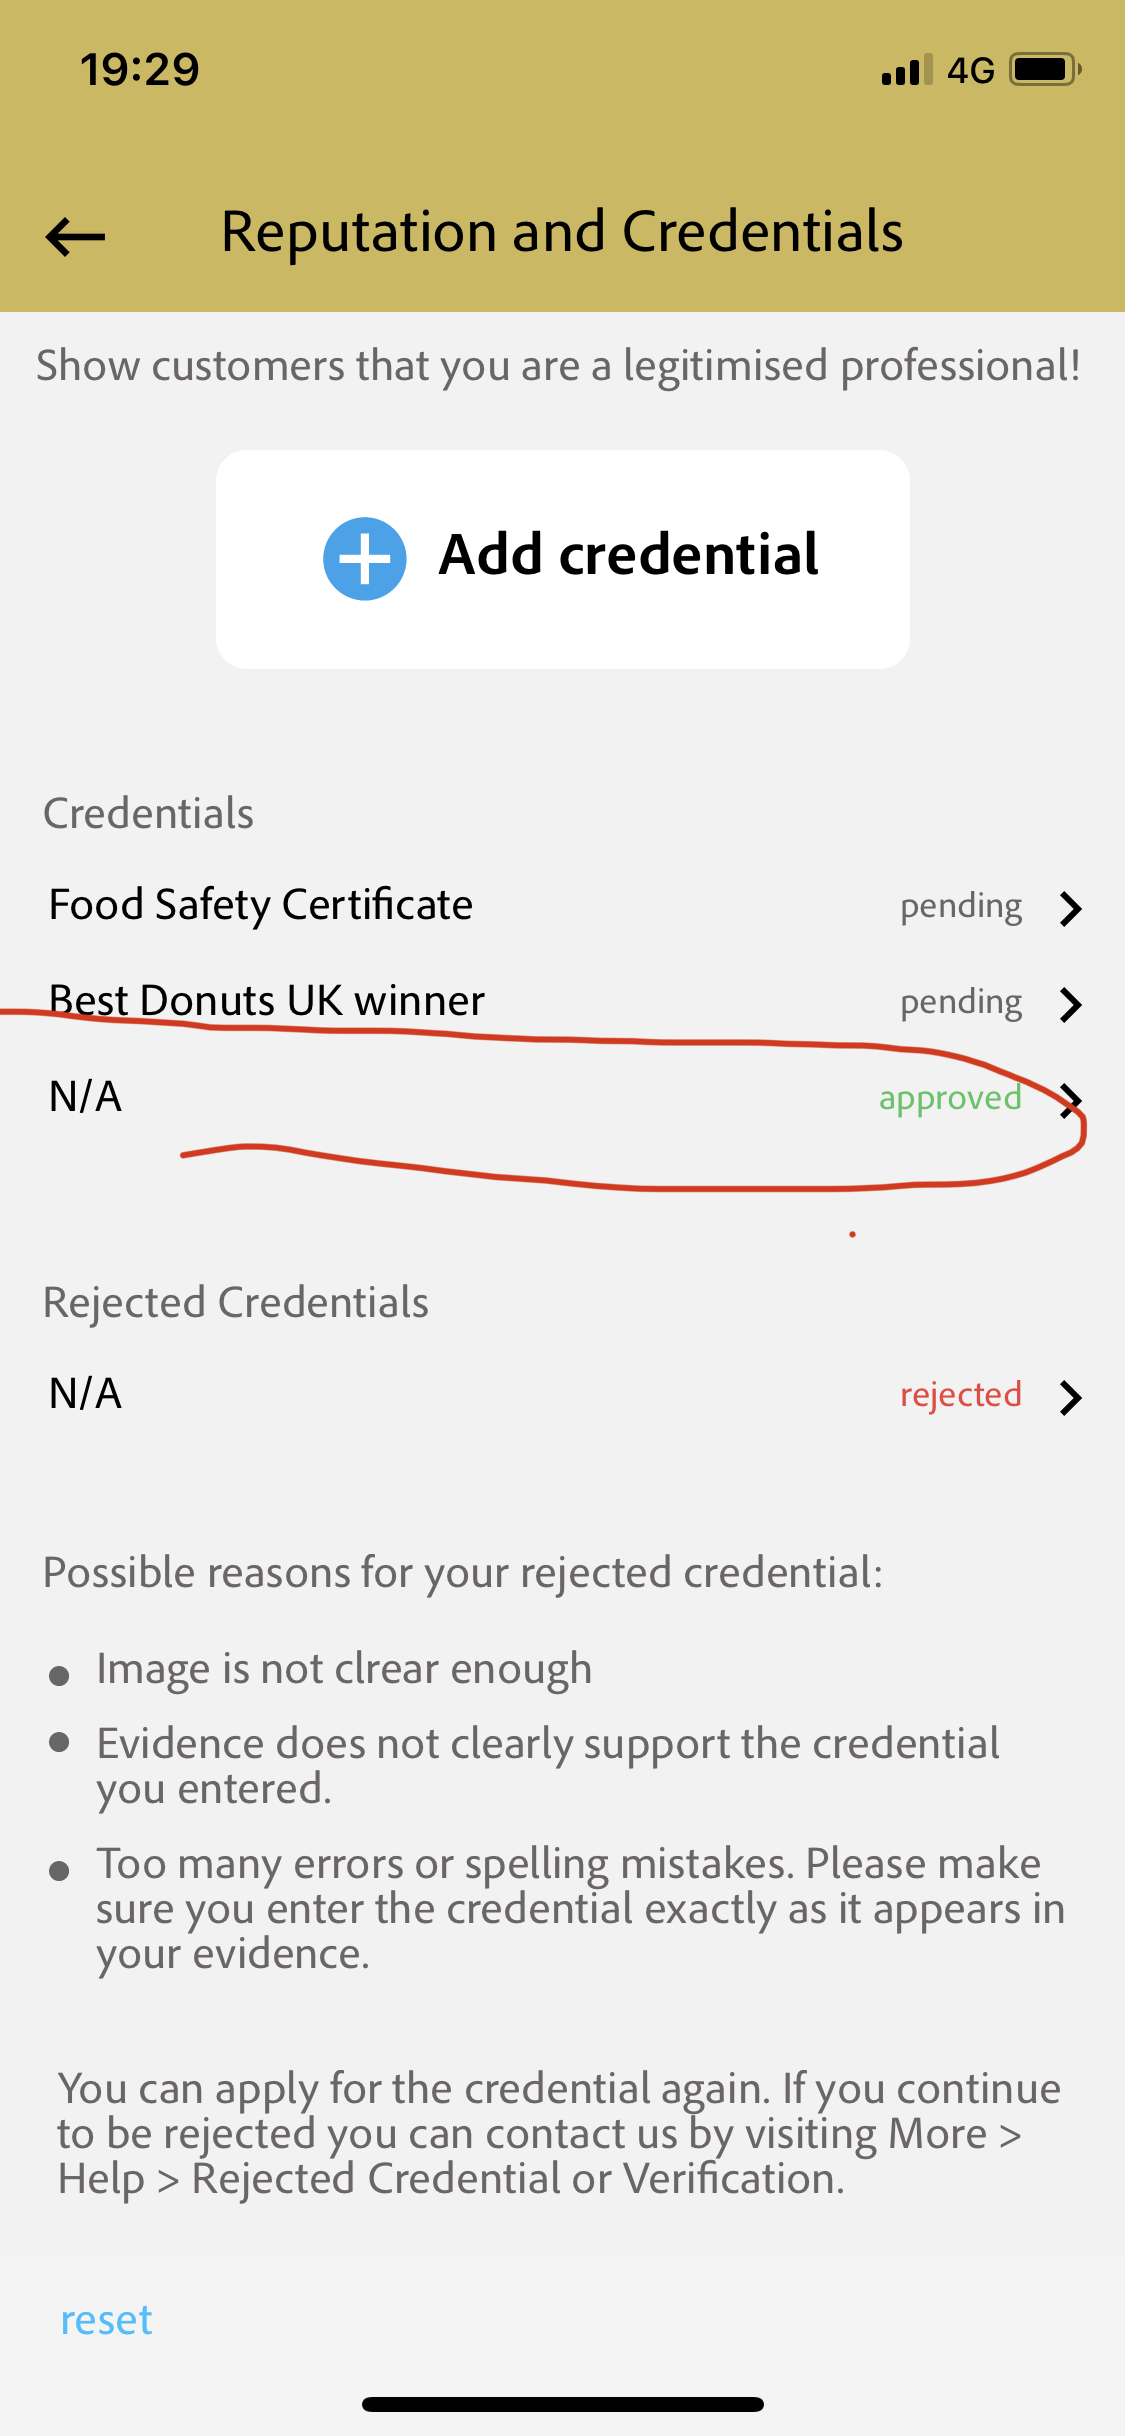 19:29 4G
Reputation and Credentials
Show customers that you are a legitimised professional!
Add credential
Credentials
Food Safety Certificate pending
Best Donuts UK winner pending
N/A approved
Rejected Credentials
N/A rejected
Possible reasons for your rejected credential:
Image is not clrear enough
Evidence does not clearly support the credential
you entered.
Too many errors or spelling mistakes. Please make
sure you enter the credential exactly as it appears in
your evidence.
You can apply for the credential again. If you continue
to be rejected you can contact us by visiting More >
Help > Rejected Credential or Verification.
reset